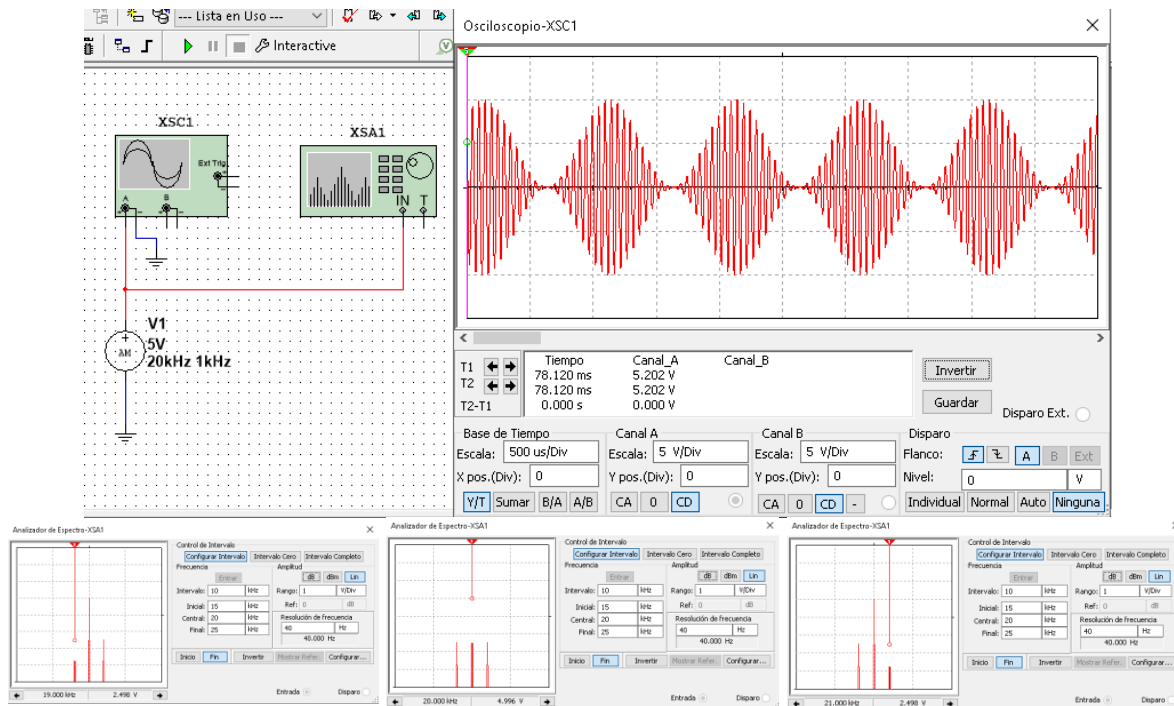 --- Lista en Uso ---
Interactive
XSC1
Ext Trig
A
B
XSA1
IN T
V1
5V
20kHz 1kHz
AM
Osciloscopio-XSC1
Tiempo Canal_A Canal_B
T1 78.120 ms 5.202 V
T2 78.120 ms 5.202 V
T2-T1 0.000 s 0.000 V
Invertir
Guardar
Disparo Ext.
Base de Tiempo
Escala: 500 us/Div
X pos.(Div): 0
Y/T Sumar B/A A/B
Canal A
Escala: 5 V/Div
Y pos.(Div): 0
CA 0 CD
Canal B
Escala: 5 V/Div
Y pos.(Div): 0
CA 0 CD -
Disparo
Flanco: A B Ext
Nivel: 0 V
Individual Normal Auto Ninguna
Analizador de Espectro-XSA1
Control de Intervalo
Configurar Intervalo Intervalo Cero Intervalo Completo
Frecuencia
Entrar
Intervalo: 10 kHz
Inicial: 15 kHz
Central: 20 kHz
Final: 25 kHz
Amplitud
dB dBm Lin
Rango: 1 V/Div
Ref: 0 dB
Resolución de frecuencia
40 Hz
40.000 Hz
Inicio Fin Invertir Mostrar Refer. Configurar...
19.000 kHz 2.498 V
Entrada Disparo
Analizador de Espectro-XSA1
Control de Intervalo
Configurar Intervalo Intervalo Cero Intervalo Completo
Frecuencia
Entrar
Intervalo: 10 kHz
Inicial: 15 kHz
Central: 20 kHz
Final: 25 kHz
Amplitud
dB dBm Lin
Rango: 1 V/Div
Ref: 0 dB
Resolución de frecuencia
40 Hz
40.000 Hz
Inicio Fin Invertir Mostrar Refer. Configurar...
20.000 kHz 4.996 V
Entrada Disparo
Analizador de Espectro-XSA1
Control de Intervalo
Configurar Intervalo Intervalo Cero Intervalo Completo
Frecuencia
Entrar
Intervalo: 10 kHz
Inicial: 15 kHz
Central: 20 kHz
Final: 25 kHz
Amplitud
dB dBm Lin
Rango: 1 V/Div
Ref: 0 dB
Resolución de frecuencia
40 Hz
40.000 Hz
Inicio Fin Invertir Mostrar Refer. Configurar...
21.000 kHz 2.498 V
Entrada Disparo